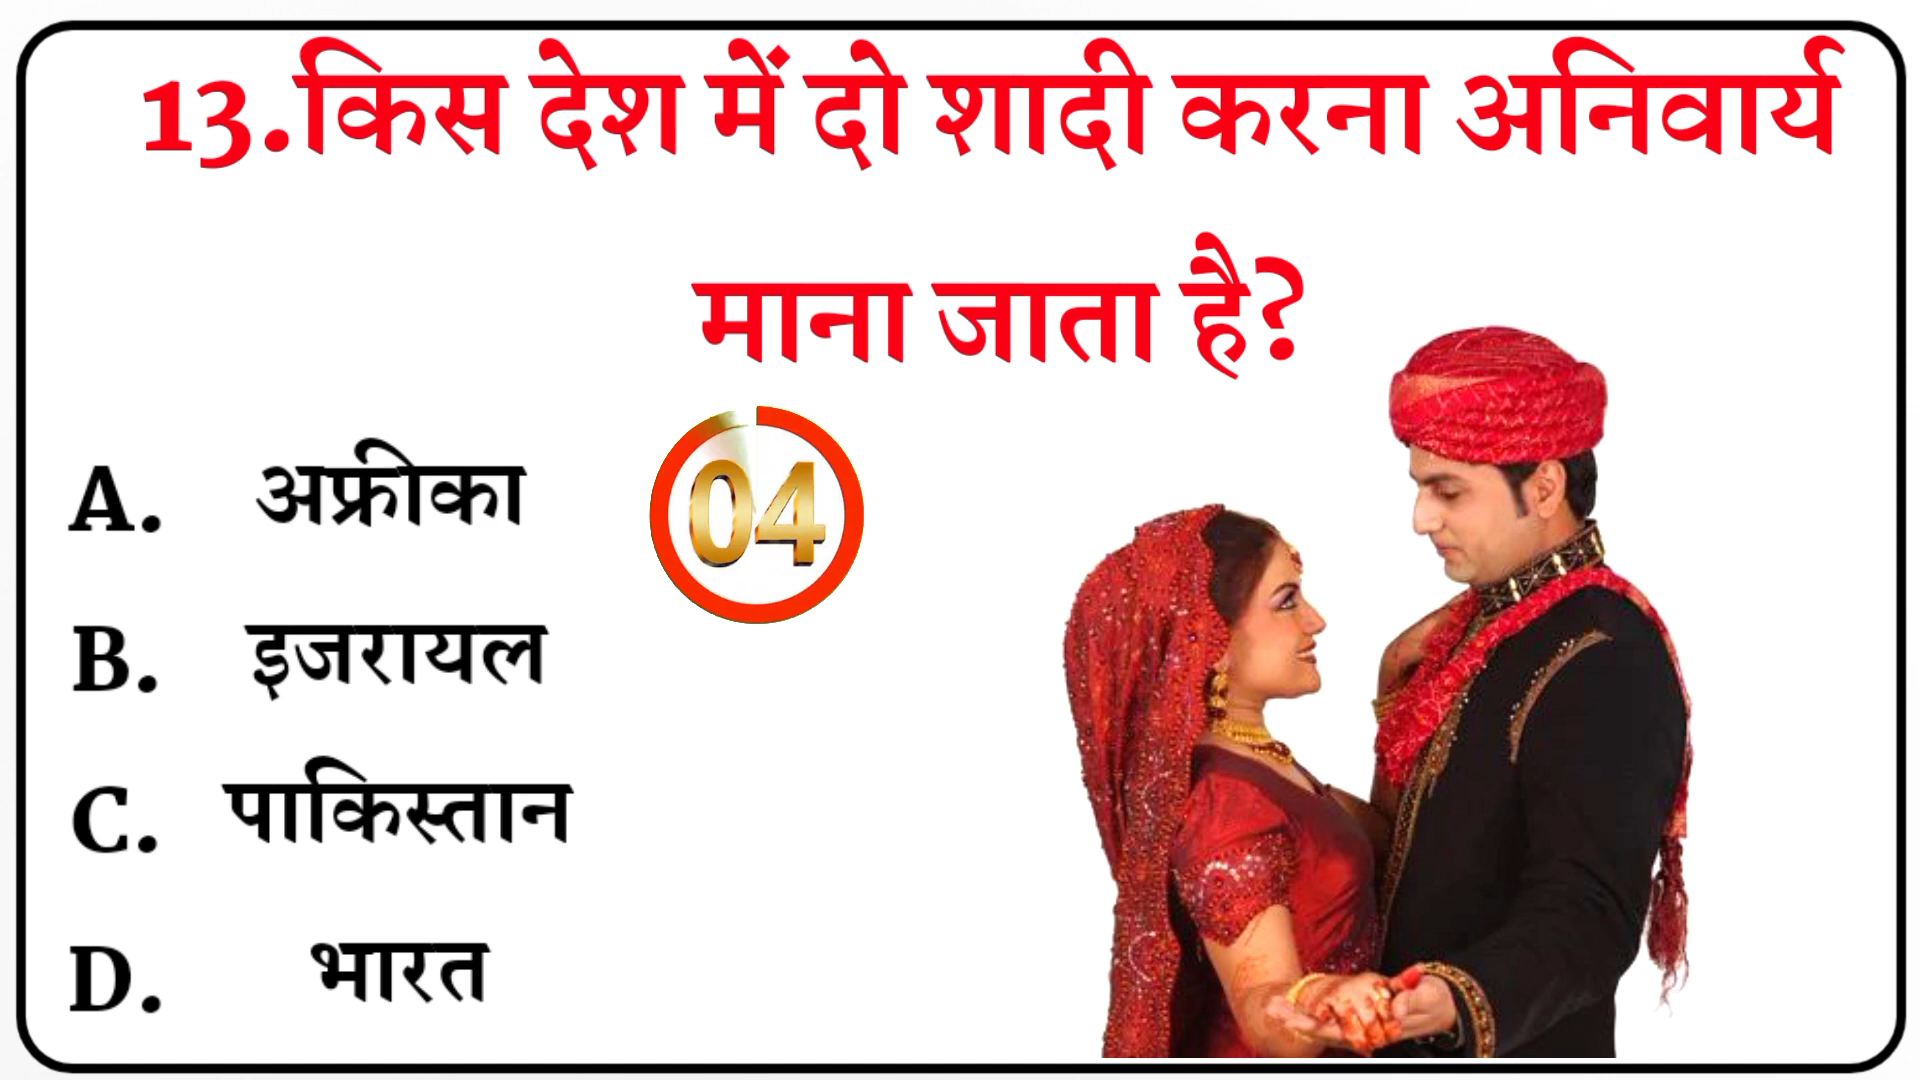 13.किस देश में दो शादी करना अनिवार्य
माना जाता है?
04
A. अफ्रीका
B. इजरायल
C. पाकिस्तान
D. भारत